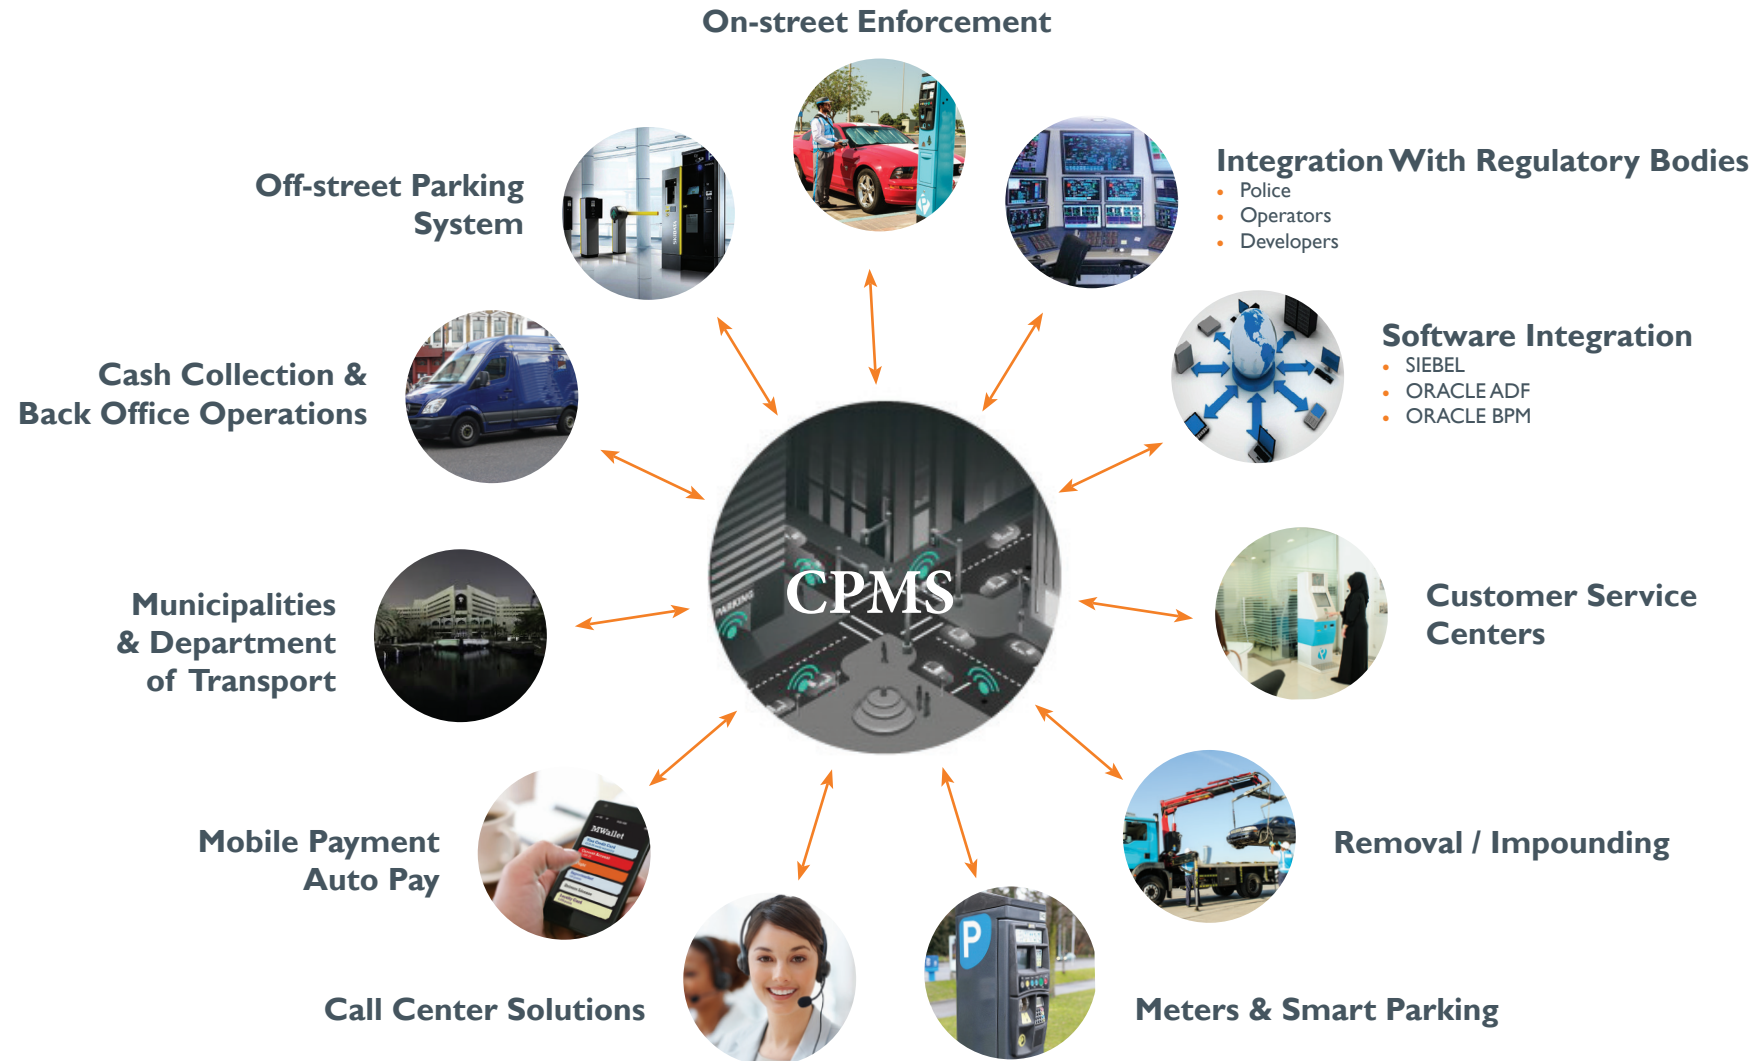 On-street Enforcement
Integration With Regulatory Bodies
• Police
• Operators
• Developers
Off-street Parking
System
Software Integration
• SIEBEL
• ORACLE ADF
• ORACLE BPM
Cash Collection &
Back Office Operations
CPMS
PARKING
Customer Service
Centers
Municipalities
& Department
of Transport
Mobile Payment
Auto Pay
MWallet
Removal / Impounding
Call Center Solutions
P
Meters & Smart Parking